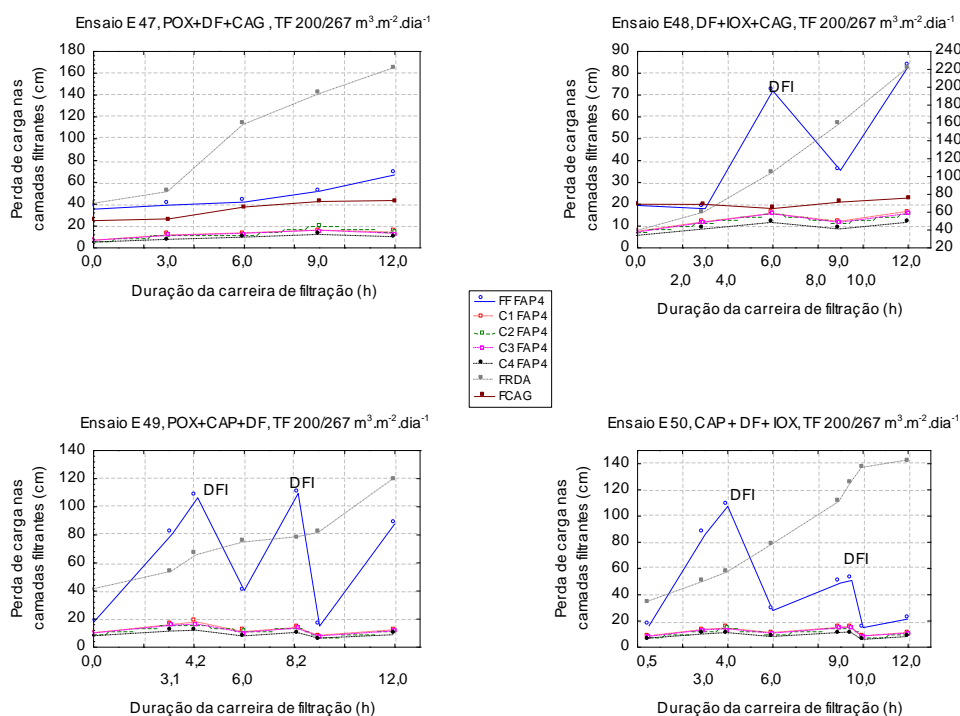 Ensaio E 47, POX+DF+CAG , TF 200/267 m³.m⁻².dia⁻¹
Perda de carga nas
camadas filtrantes (cm)
180
160
140
120
100
80
60
40
20
0
0,0
3,1
6,0
9,0
12,0
Duração da carreira de filtração (h)
Ensaio E48, DF+IOX+CAG, TF 200/267 m³.m⁻².dia⁻¹
Perda de carga nas
camadas filtrantes (cm)
90
80
70
60
50
40
30
20
10
0
DFI
240
220
200
180
160
140
120
100
80
60
40
20
0,0
3,0
6,0
9,0
12,0
2,0
8,0
10,0
Duração da carreira de filtração (h)
FF FAP4
C1 FAP4
C2 FAP4
C3 FAP4
C4 FAP4
FRDA
FCAG
Ensaio E 49, POX+CAP+DF, TF 200/267 m³.m⁻².dia⁻¹
Perda de carga nas
camadas filtrantes (cm)
140
120
100
80
60
40
20
0
DFI
DFI
0,0
4,2
8,2
12,0
3,1
6,0
9,0
Duração da carreira de filtração (h)
Ensaio E 50, CAP + DF+ IOX, TF 200/267 m³.m⁻².dia⁻¹
Perda de carga nas
camadas filtrantes (cm)
140
120
100
80
60
40
20
0
DFI
DFI
0,5
4,0
9,0
12,0
3,0
6,0
10,0
Duração da carreira de filtração (h)